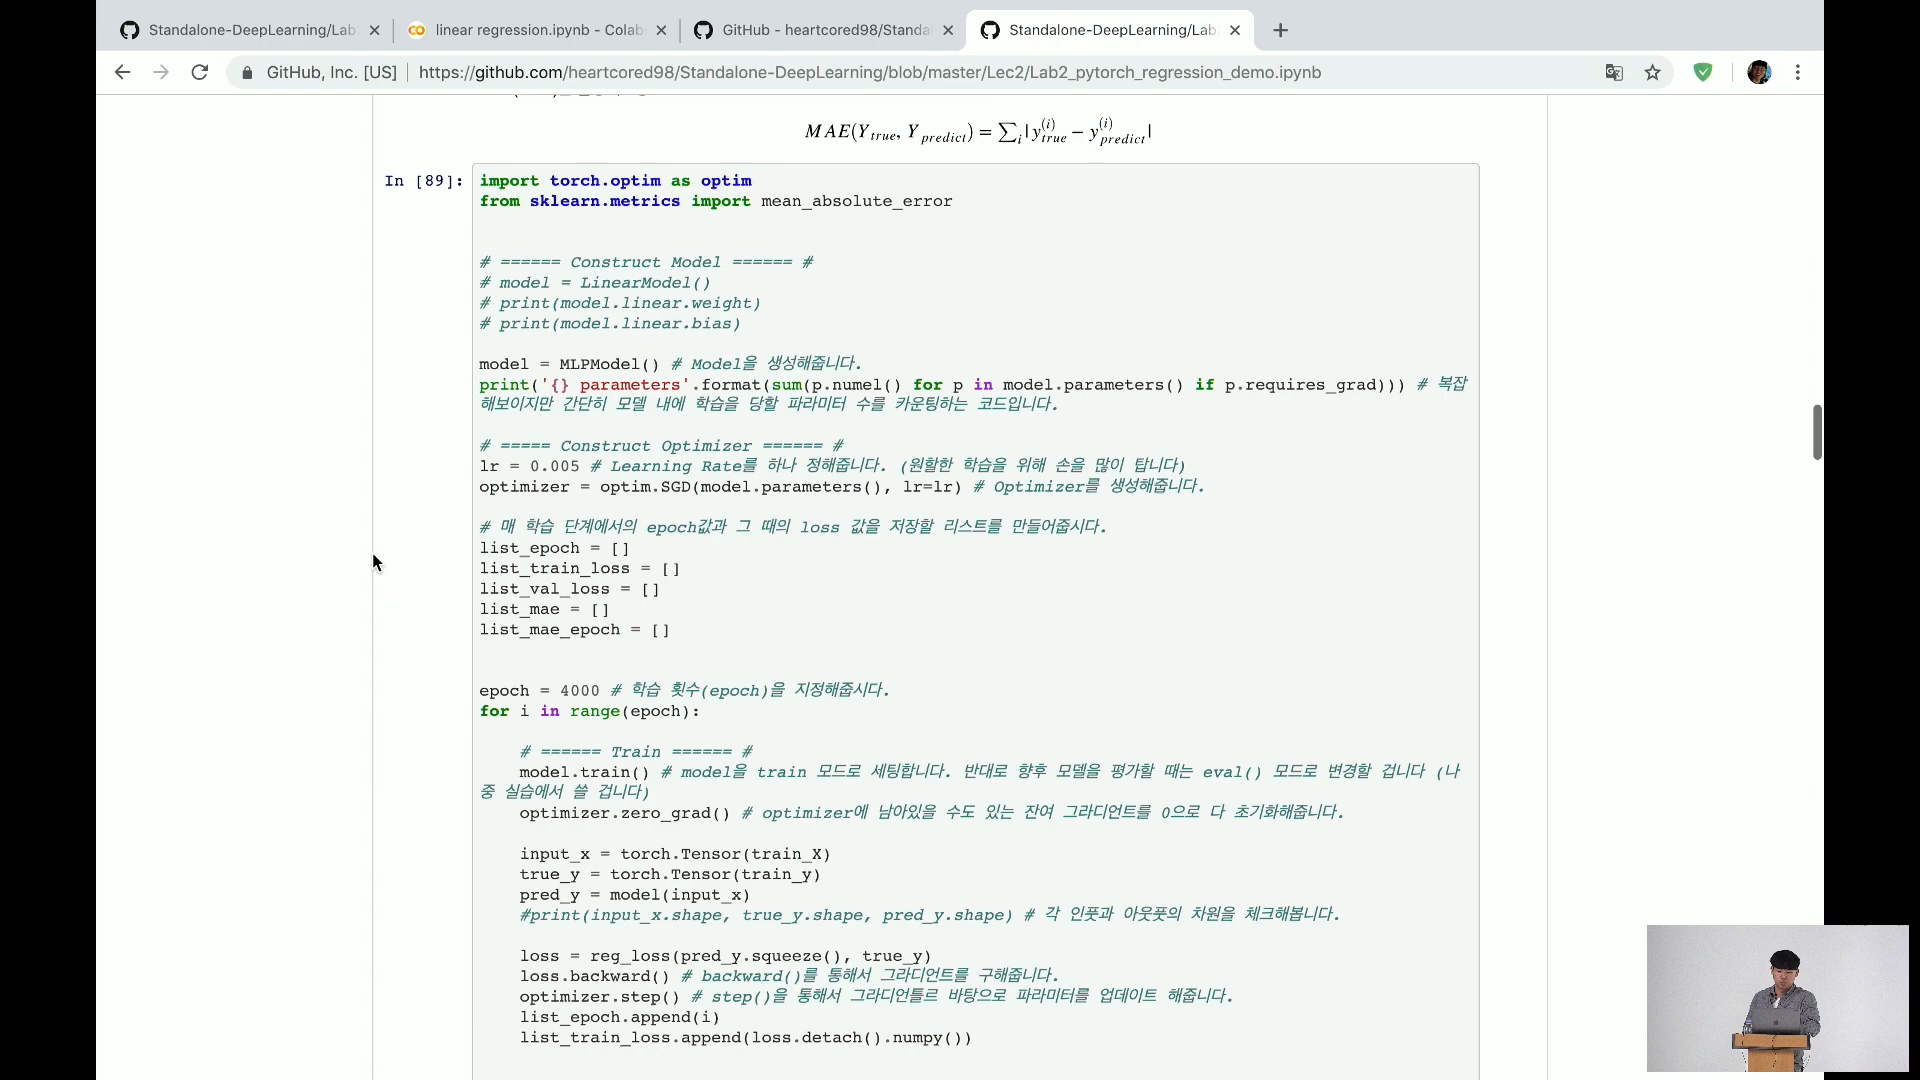 Standalone-DeepLearning/Lab
linear regression.ipynb - Colab
GitHub - heartcored98/Standa
Standalone-DeepLearning/Lab
GitHub, Inc. [US]
https://github.com/heartcored98/Standalone-DeepLearning/blob/master/Lec2/Lab2_pytorch_regression_demo.ipynb
MAE(Y_true, Y_predict) = ∑_i |y_true^(i) − y_predict^(i)|
In [89]:
import torch.optim as optim
from sklearn.metrics import mean_absolute_error
# ====== Construct Model ====== #
# model = LinearModel()
# print(model.linear.weight)
# print(model.linear.bias)
model = MLPModel() # Model을 생성해줍니다.
print('{} parameters'.format(sum(p.numel() for p in model.parameters() if p.requires_grad))) # 복잡
해보이지만 간단히 모델 내에 학습을 당할 파라미터 수를 카운팅하는 코드입니다.
# ===== Construct Optimizer ====== #
lr = 0.005 # Learning Rate를 하나 정해줍니다. (원할한 학습을 위해 손을 많이 탑니다)
optimizer = optim.SGD(model.parameters(), lr=lr) # Optimizer를 생성해줍니다.
# 매 학습 단계에서의 epoch값과 그 때의 loss 값을 저장할 리스트를 만들어줍시다.
list_epoch = []
list_train_loss = []
list_val_loss = []
list_mae = []
list_mae_epoch = []
epoch = 4000 # 학습 횟수(epoch)을 지정해줍시다.
for i in range(epoch):
# ====== Train ====== #
model.train() # model을 train 모드로 세팅합니다. 반대로 향후 모델을 평가할 때는 eval() 모드로 변경할 겁니다 (나
중 실습에서 쓸 겁니다)
optimizer.zero_grad() # optimizer에 남아있을 수도 있는 잔여 그라디언트를 0으로 다 초기화해줍니다.
input_x = torch.Tensor(train_X)
true_y = torch.Tensor(train_y)
pred_y = model(input_x)
#print(input_x.shape, true_y.shape, pred_y.shape) # 각 인풋과 아웃풋의 차원을 체크해봅니다.
loss = reg_loss(pred_y.squeeze(), true_y)
loss.backward() # backward()를 통해서 그라디언트를 구해줍니다.
optimizer.step() # step()을 통해서 그라디언틀르 바탕으로 파라미터를 업데이트 해줍니다.
list_epoch.append(i)
list_train_loss.append(loss.detach().numpy())